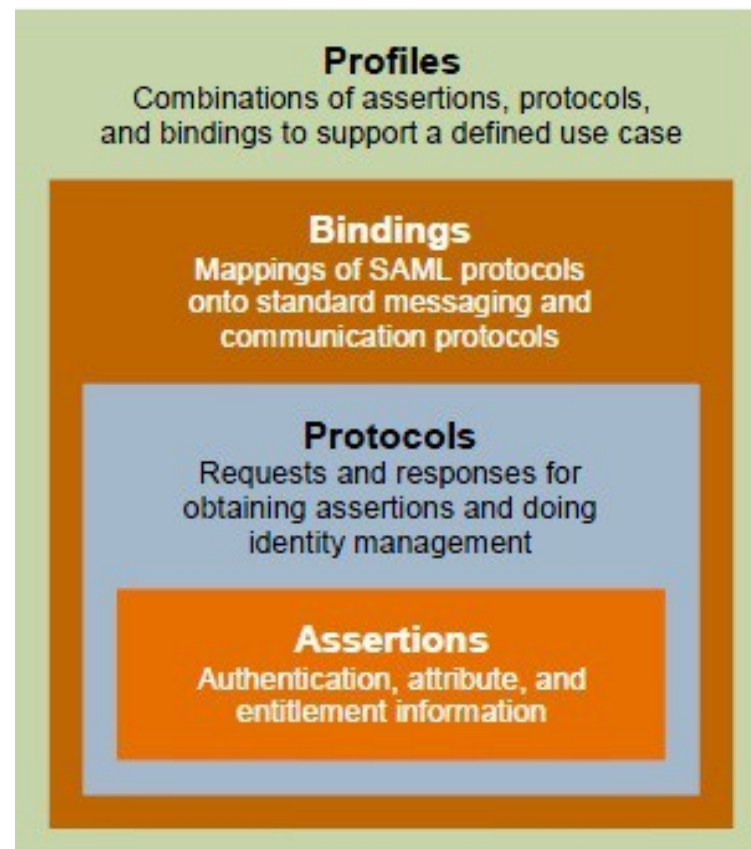 Profiles
Combinations of assertions, protocols,
and bindings to support a defined use case
Bindings
Mappings of SAML protocols
onto standard messaging and
communication protocols
Protocols
Requests and responses for
obtaining assertions and doing
identity management
Assertions
Authentication, attribute, and
entitlement information